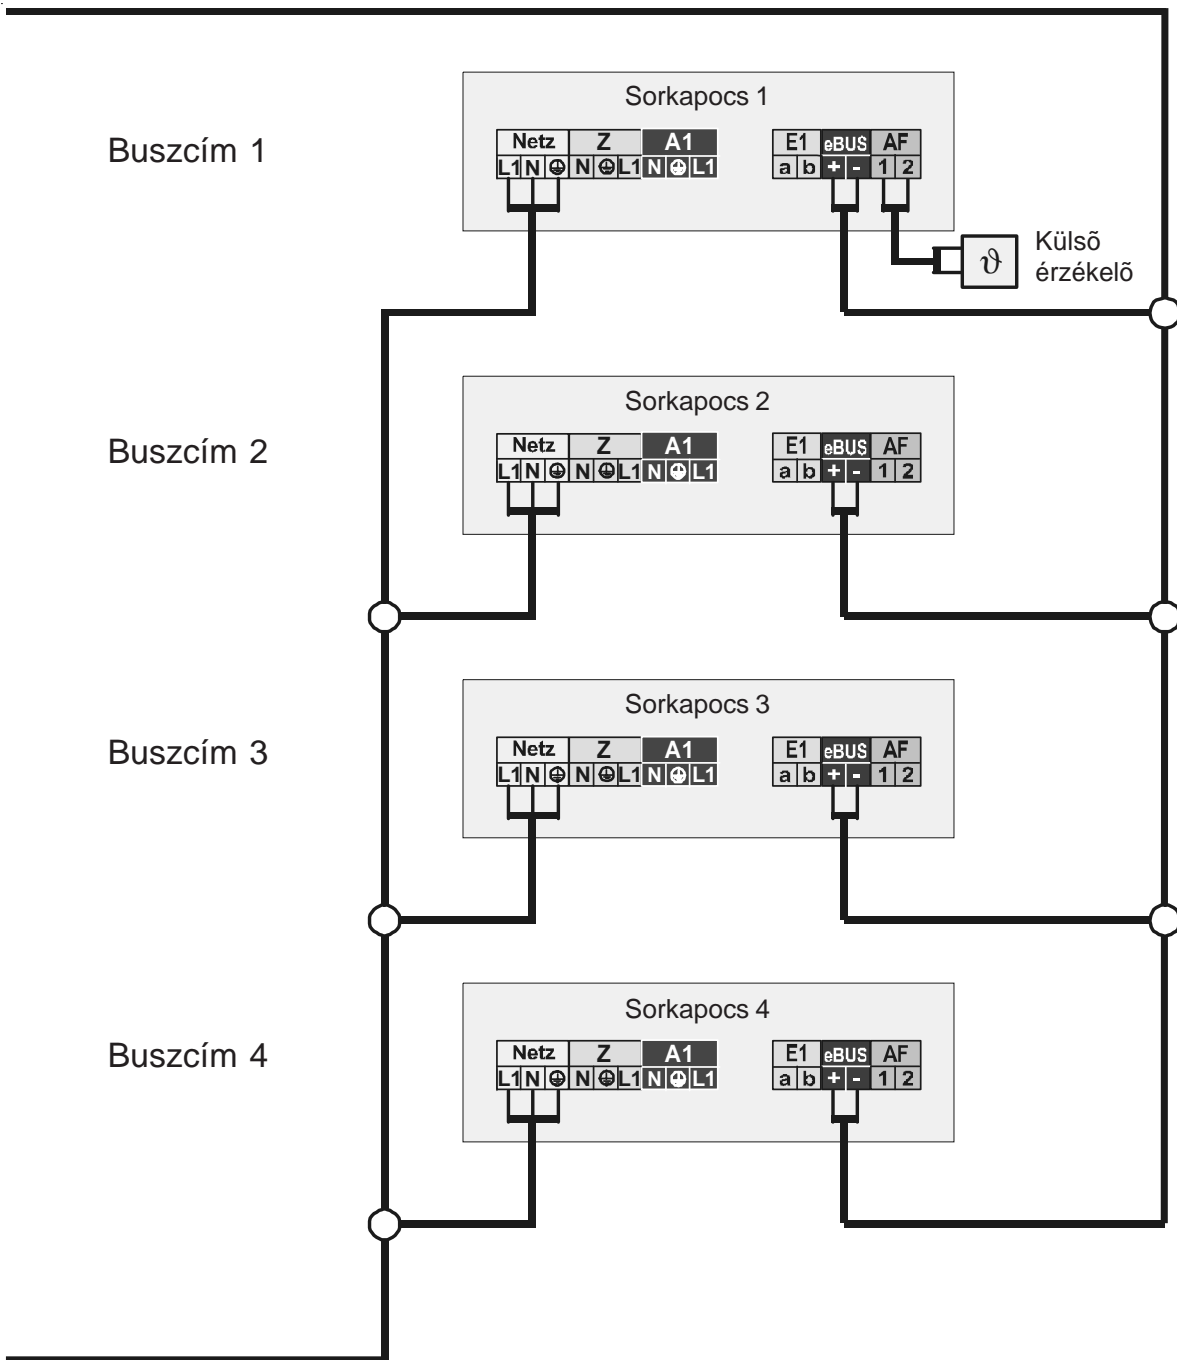 Sorkapocs 1
Buszcím 1
Netz Z A1 E1 eBUS AF
L1 N N L1 N L1 a b + - 1 2
Külsõ
érzékelõ
ϑ
Sorkapocs 2
Buszcím 2
Netz Z A1 E1 eBUS AF
L1 N N L1 N L1 a b + - 1 2
Sorkapocs 3
Buszcím 3
Netz Z A1 E1 eBUS AF
L1 N N L1 N L1 a b + - 1 2
Sorkapocs 4
Buszcím 4
Netz Z A1 E1 eBUS AF
L1 N N L1 N L1 a b + - 1 2